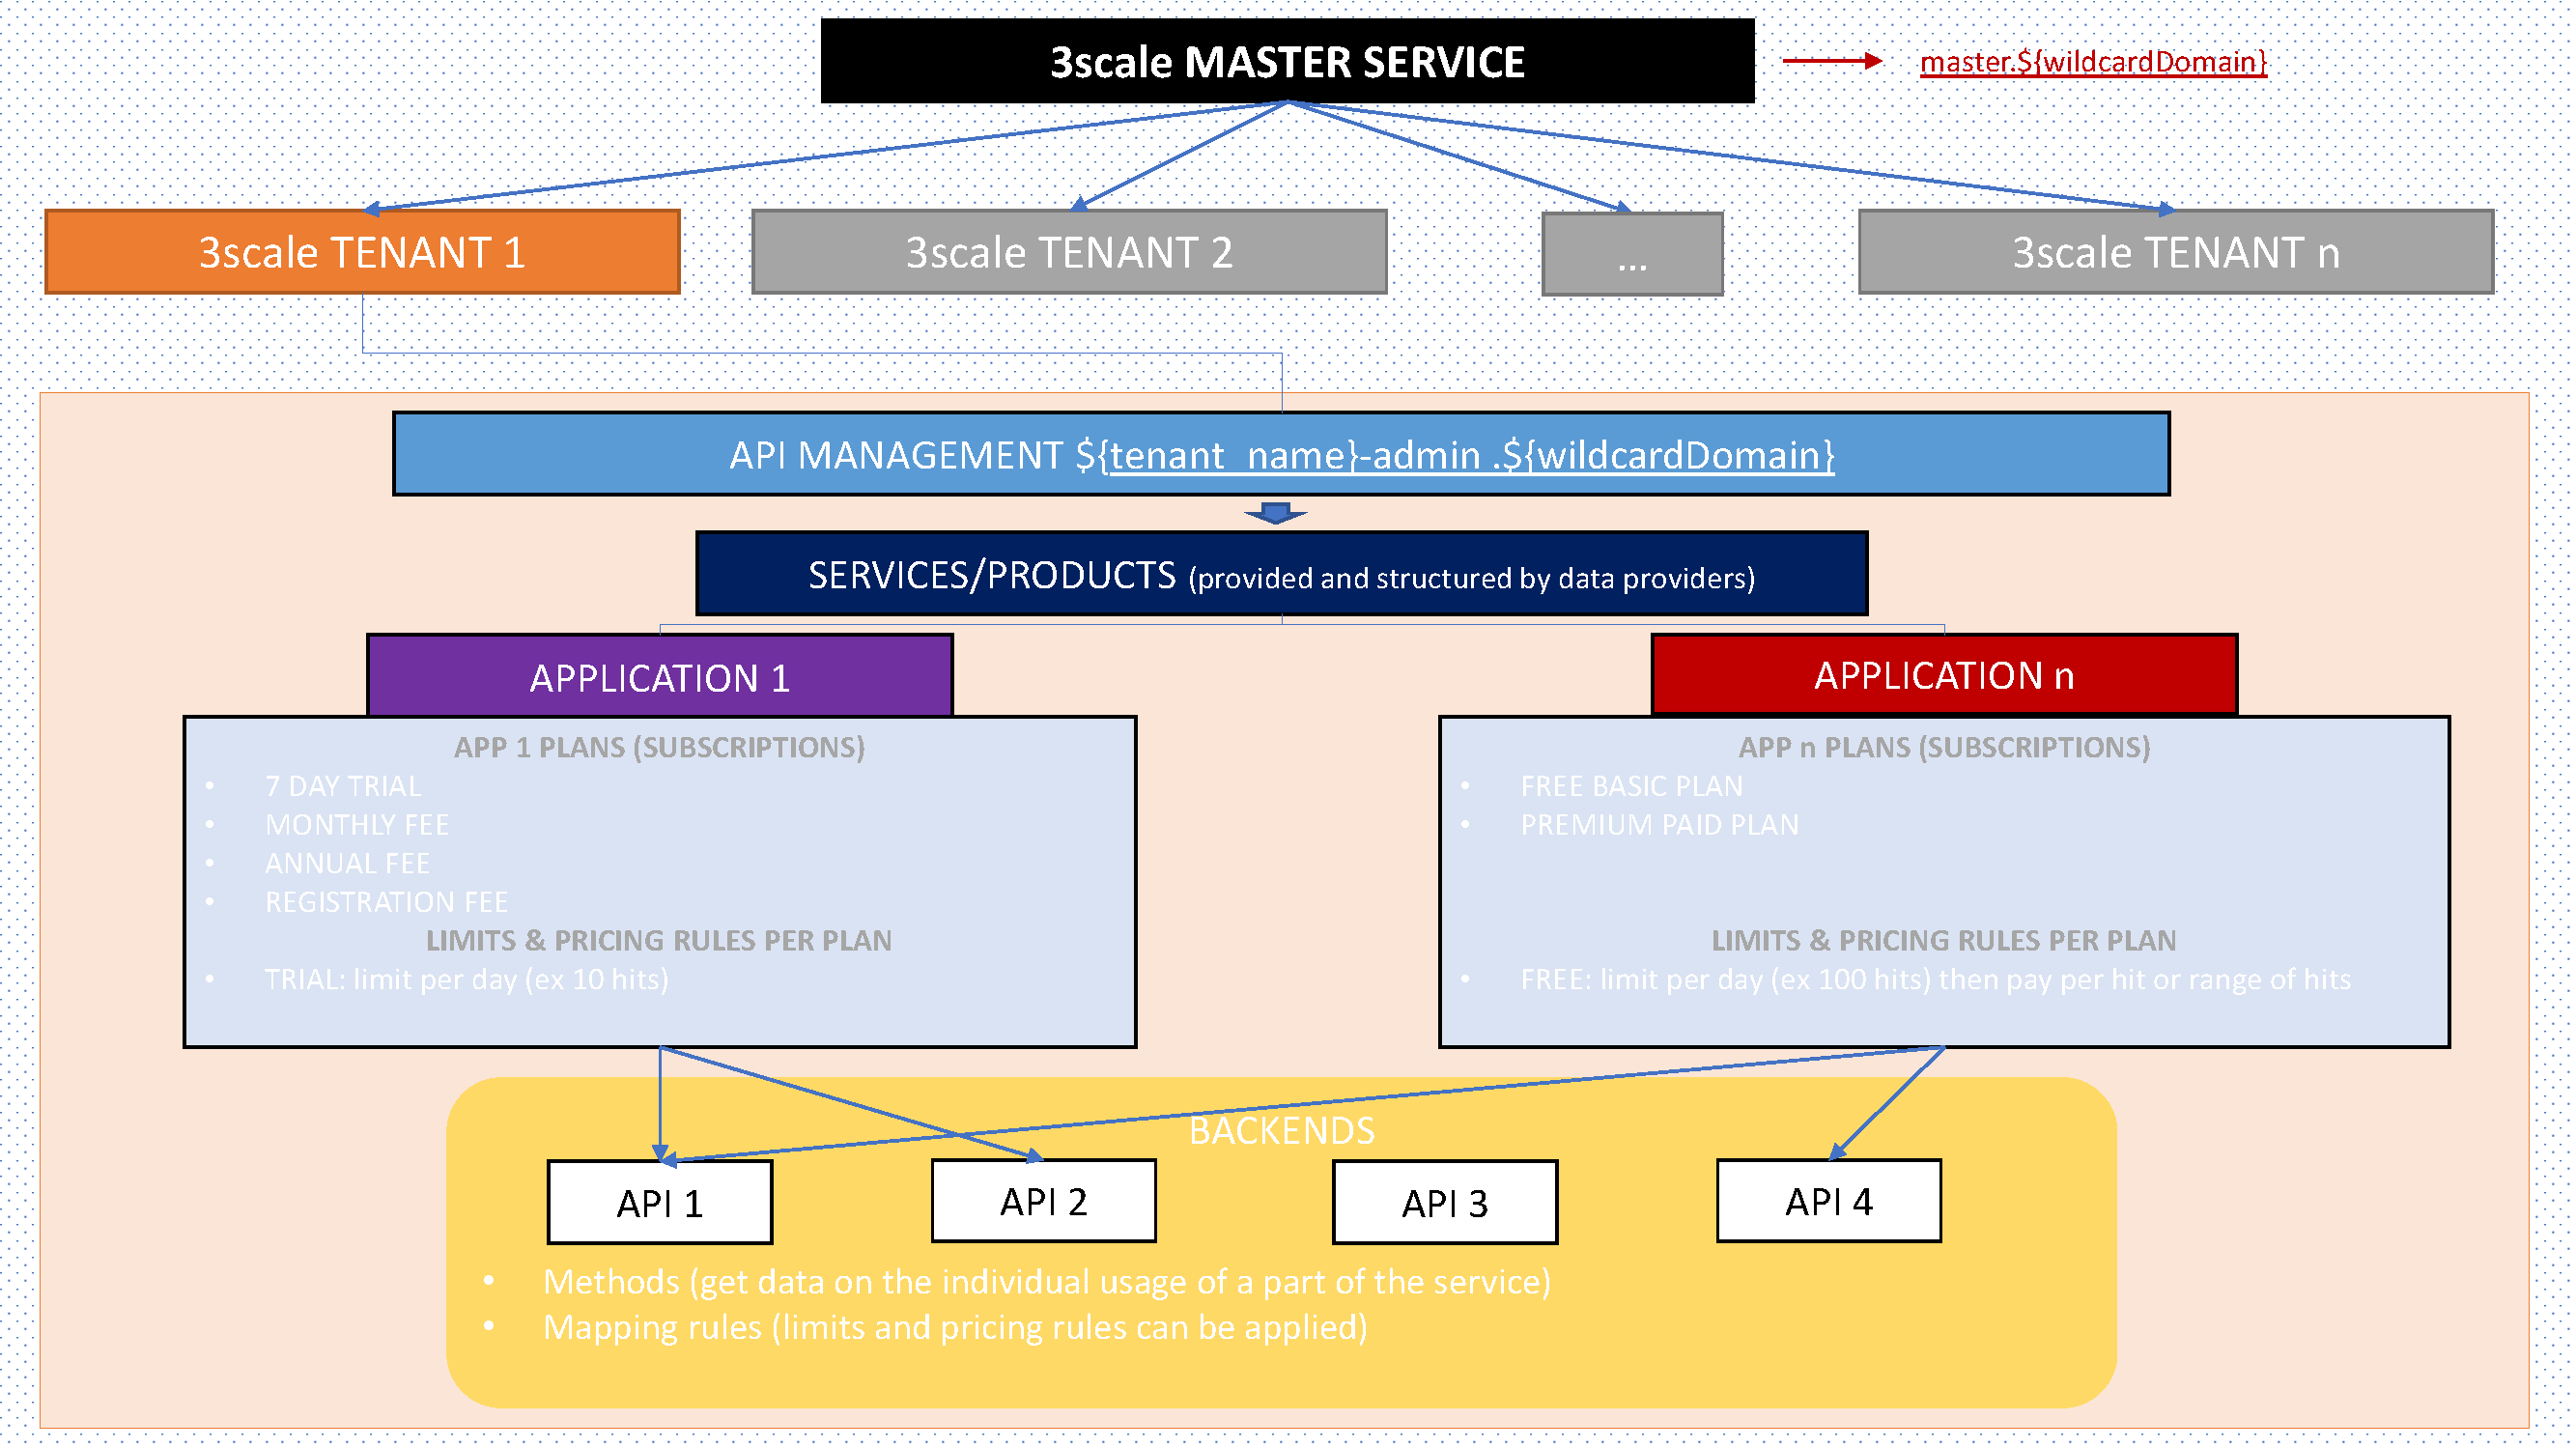 3scale MASTER SERVICE
master.${wildcardDomain}
3scale TENANT 1
3scale TENANT 2
...
3scale TENANT n
API MANAGEMENT ${tenant_name}-admin .${wildcardDomain}
SERVICES/PRODUCTS (provided and structured by data providers)
APPLICATION 1
APP 1 PLANS (SUBSCRIPTIONS)
• 7 DAY TRIAL
• MONTHLY FEE
• ANNUAL FEE
• REGISTRATION FEE
LIMITS & PRICING RULES PER PLAN
• TRIAL: limit per day (ex 10 hits)
APPLICATION n
APP n PLANS (SUBSCRIPTIONS)
• FREE BASIC PLAN
• PREMIUM PAID PLAN
LIMITS & PRICING RULES PER PLAN
• FREE: limit per day (ex 100 hits) then pay per hit or range of hits
BACKENDS
API 1
API 2
API 3
API 4
• Methods (get data on the individual usage of a part of the service)
• Mapping rules (limits and pricing rules can be applied)